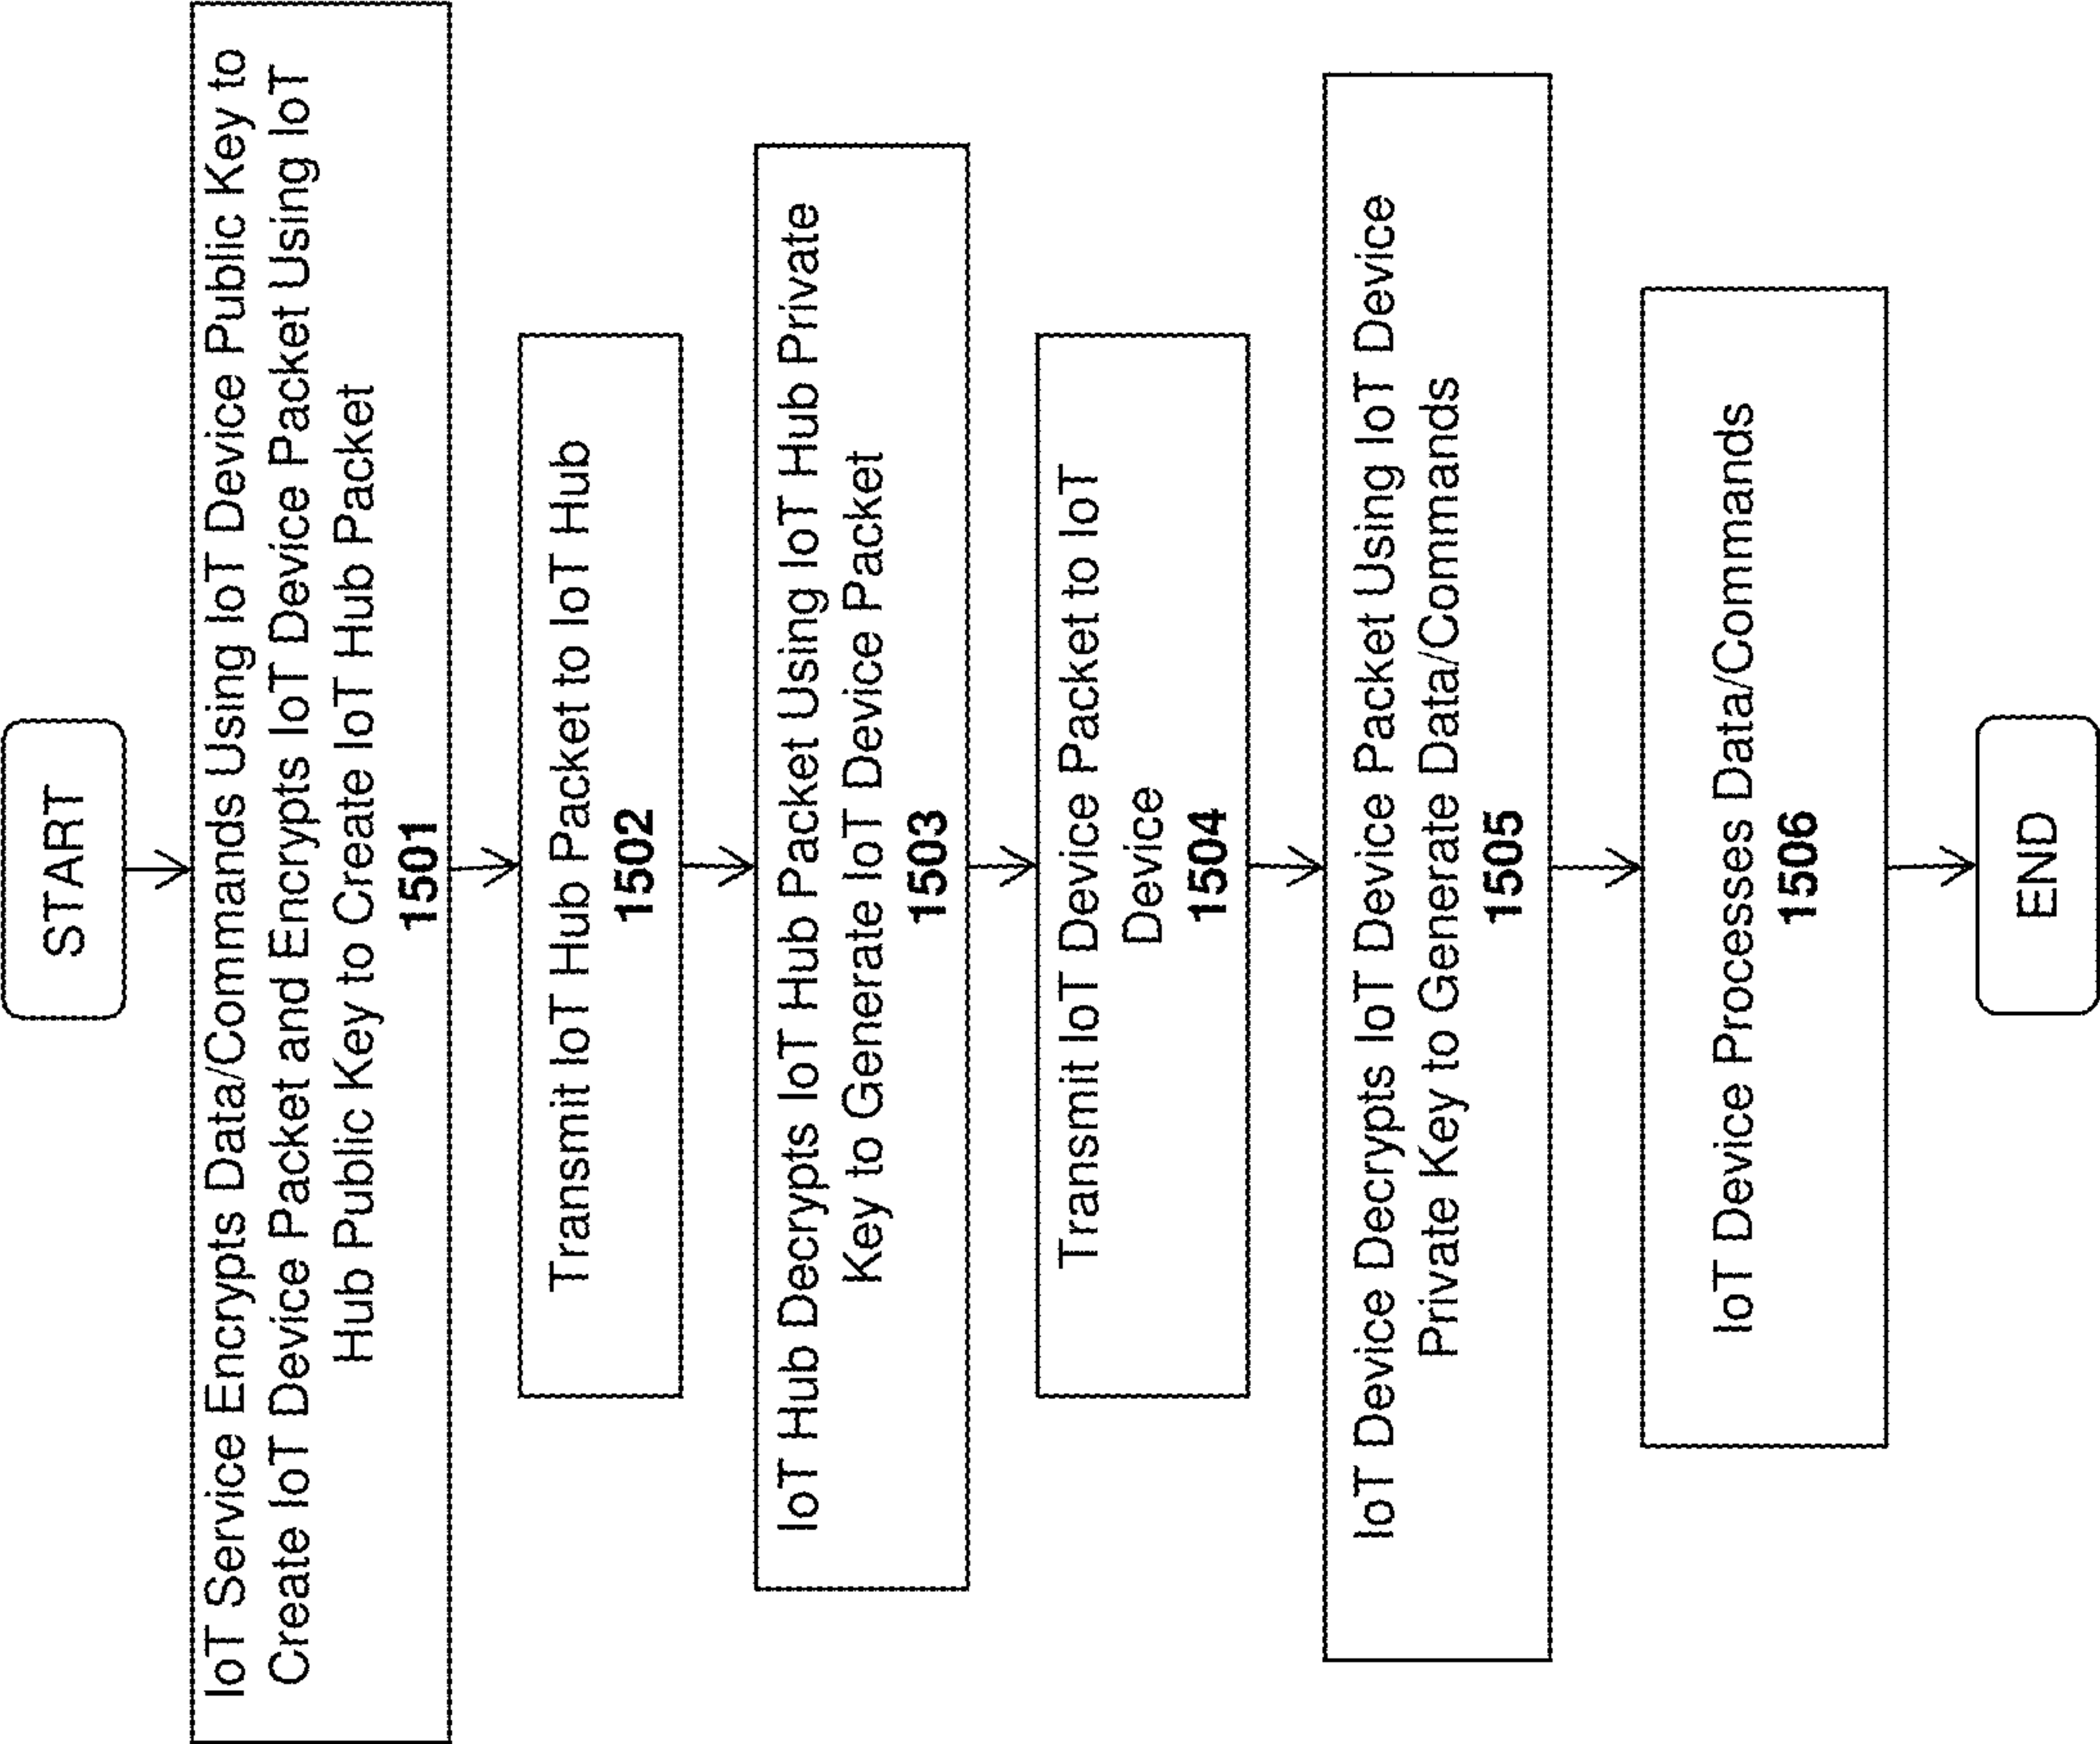 START
IoT Service Encrypts Data/Commands Using IoT Device Public Key to
Create IoT Device Packet and Encrypts IoT Device Packet Using IoT
Hub Public Key to Create IoT Hub Packet
1501
Transmit IoT Hub Packet to IoT Hub
1502
IoT Hub Decrypts IoT Hub Packet Using IoT Hub Private
Key to Generate IoT Device Packet
1503
Transmit IoT Device Packet to IoT
Device
1504
IoT Device Decrypts IoT Device Packet Using IoT Device
Private Key to Generate Data/Commands
1505
IoT Device Processes Data/Commands
1506
END